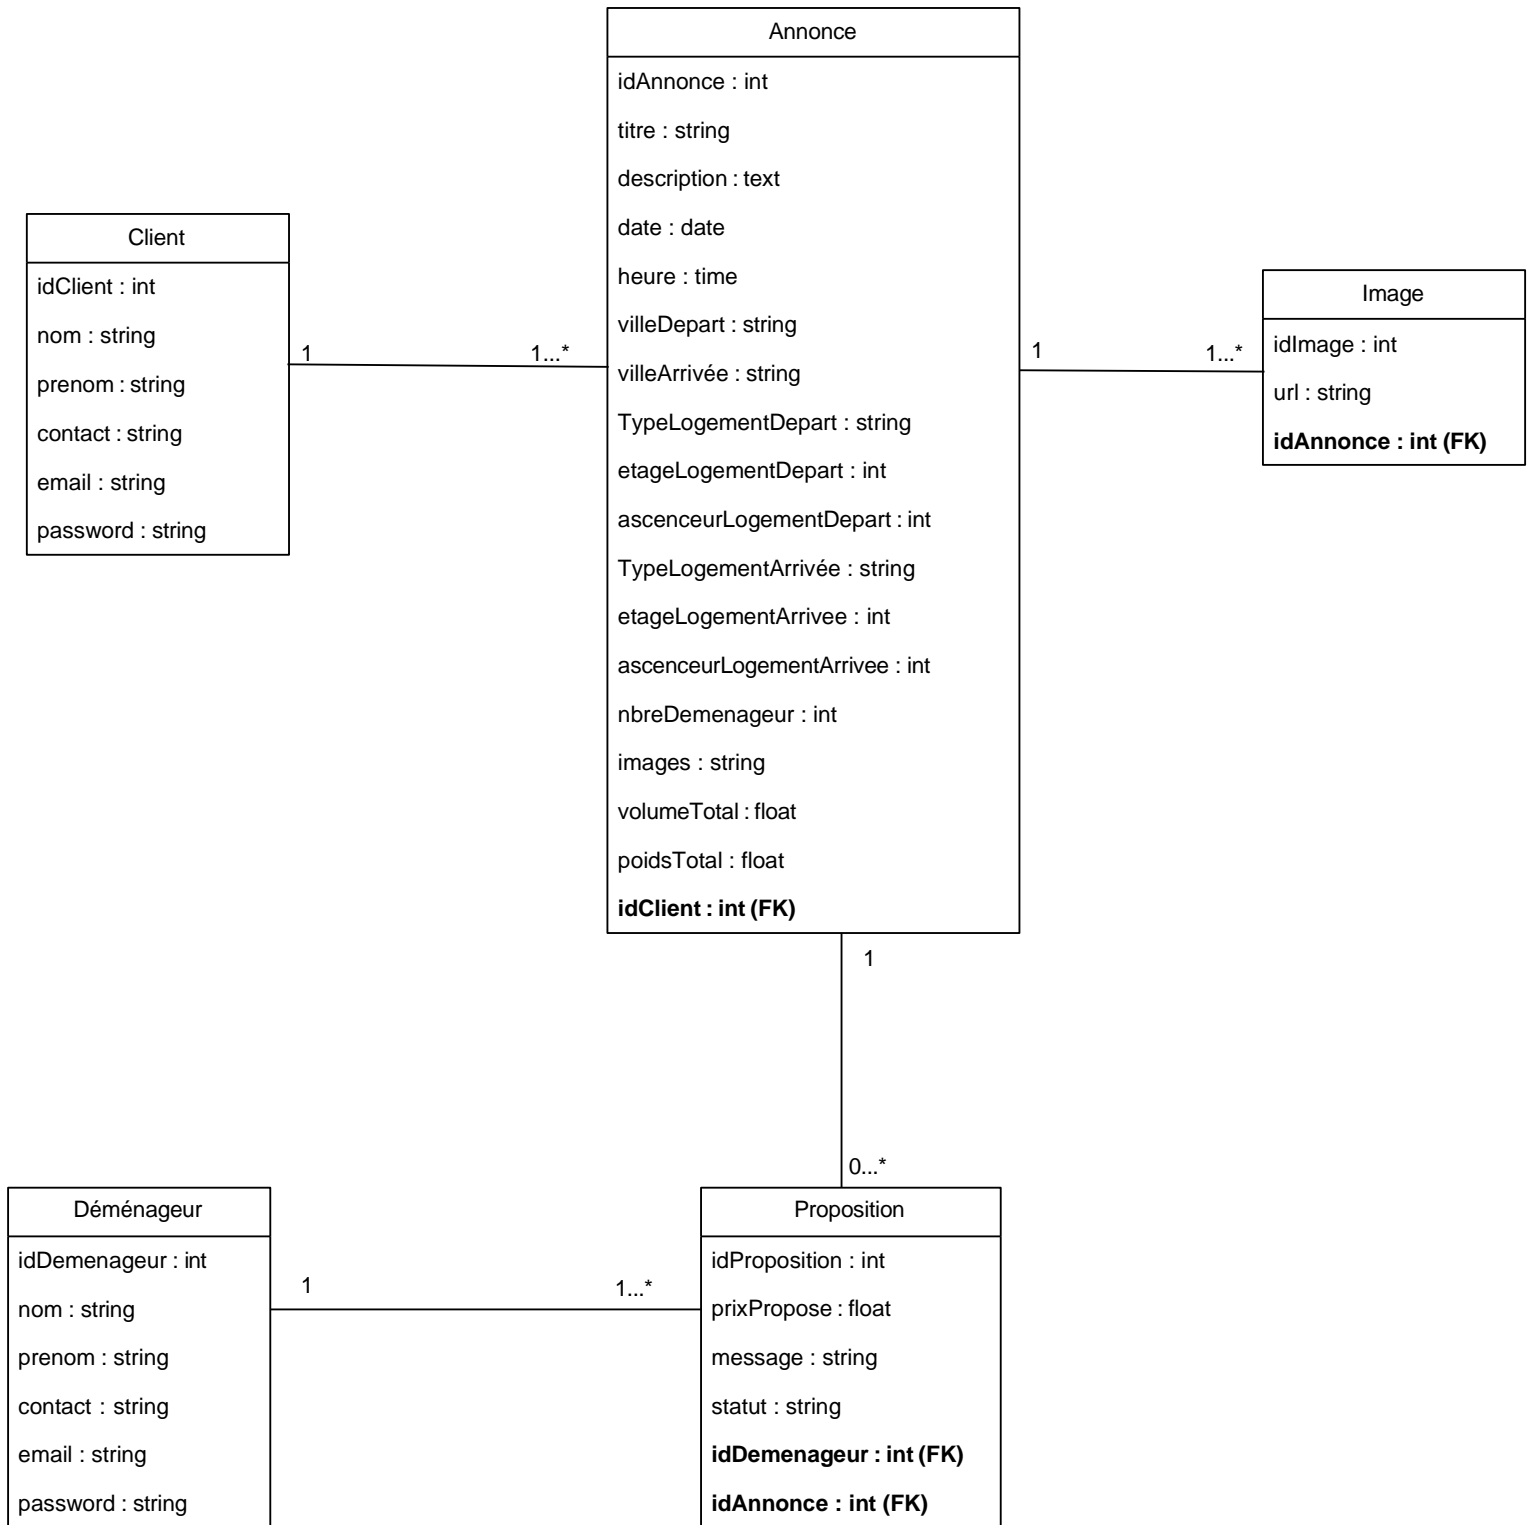 Annonce
idAnnonce : int
titre : string
description : text
date : date
heure : time
villeDepart : string
villeArrivée : string
TypeLogementDepart : string
etageLogementDepart : int
ascenceurLogementDepart : int
TypeLogementArrivée : string
etageLogementArrivee : int
ascenceurLogementArrivee : int
nbreDemenageur : int
images : string
volumeTotal : float
poidsTotal : float
idClient : int (FK)
Client
idClient : int
nom : string
prenom : string
contact : string
email : string
password : string
1
1...*
1
1...*
Image
idImage : int
url : string
idAnnonce : int (FK)
1
0...*
Déménageur
idDemenageur : int
nom : string
prenom : string
contact : string
email : string
password : string
1
1...*
Proposition
idProposition : int
prixPropose : float
message : string
statut : string
idDemenageur : int (FK)
idAnnonce : int (FK)